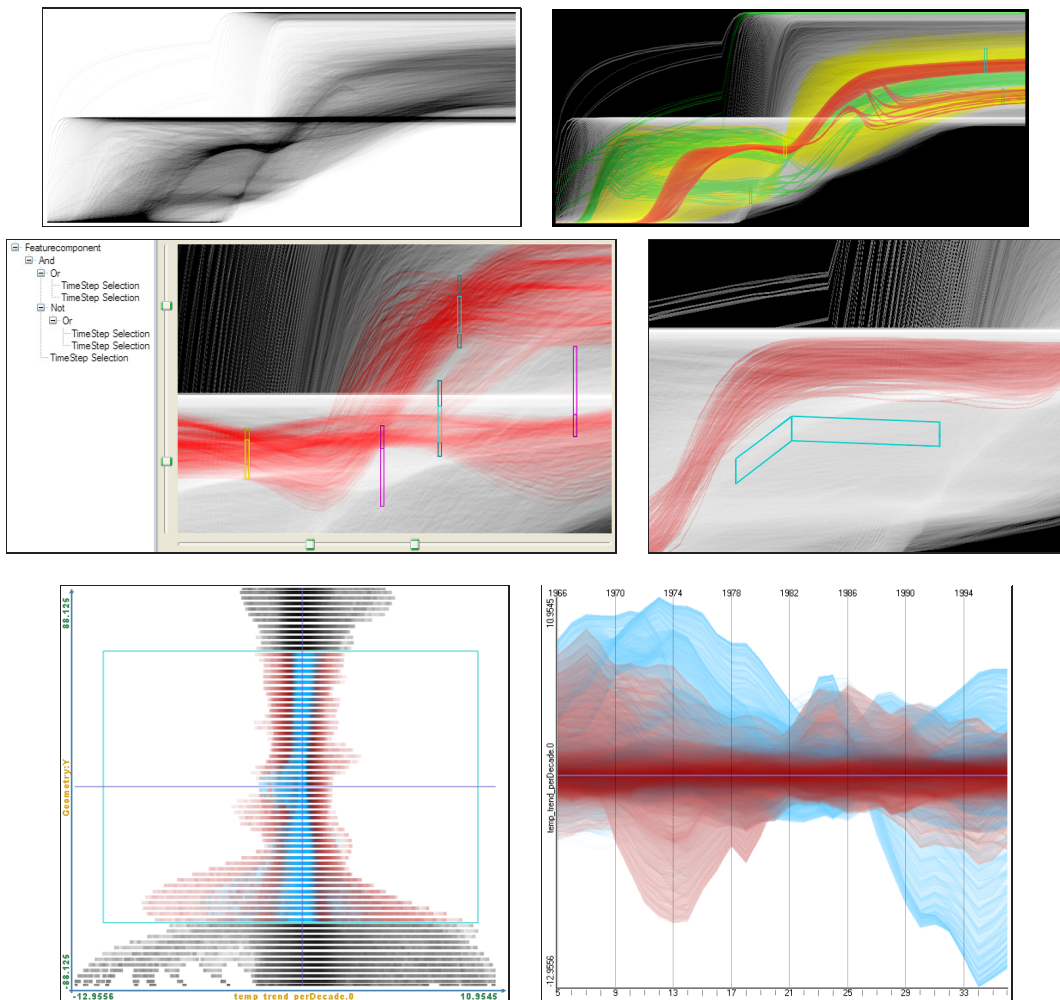 Featurecomponent
And
Or
TimeStep Selection
TimeStep Selection
Not
Or
TimeStep Selection
TimeStep Selection
TimeStep Selection
88.125
Geometry:Y
-88.125
-12.9556
temp_trend_perDecade.0
10.9545
1966 1970 1974 1978 1982 1986 1990 1994
10.9545
temp_trend_perDecade.0
-12.9556
5 9 13 17 21 25 29 33